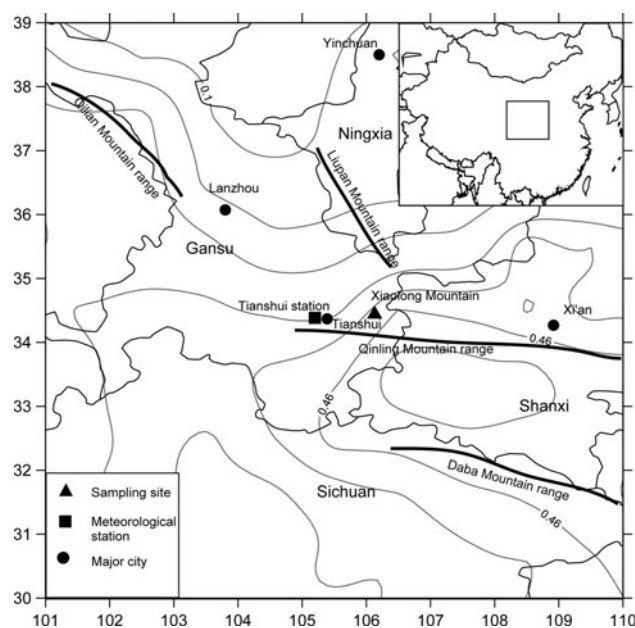 39
38
37
36
35
34
33
32
31
30
101
102
103
104
105
106
107
108
109
110
Yinchuan
0.1
Ningxia
Qilian Mountain range
Liupan Mountain range
Lanzhou
Gansu
Xiaolong Mountain
Tianshui station
Tianshui
Xi'an
0.46
Qinling Mountain range
0.46
Shanxi
Daba Mountain range
Sichuan
0.46
Sampling site
Meteorological
station
Major city